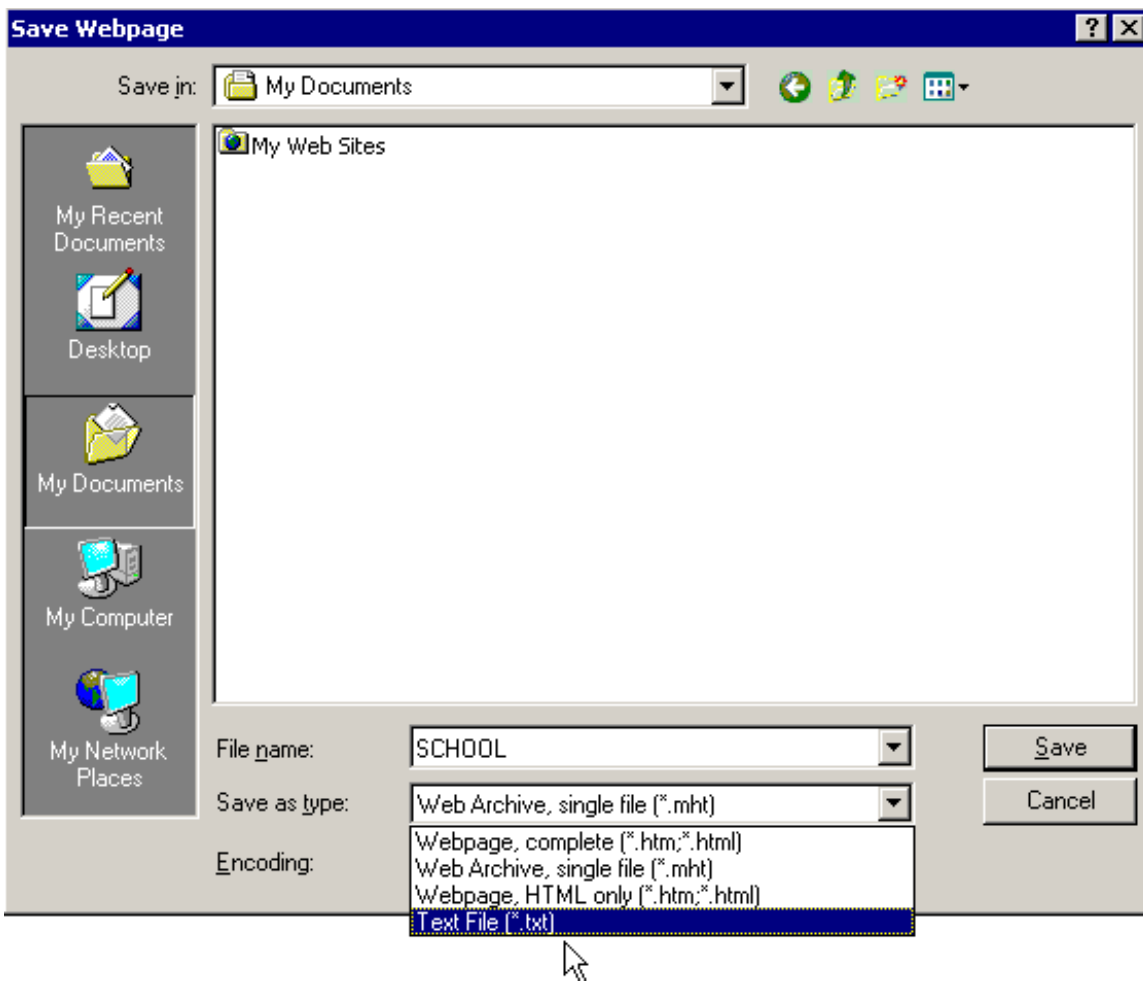 Save Webpage
Save in:
My Documents
My Web Sites
My Recent
Documents
Desktop
My Documents
My Computer
My Network
Places
File name:
SCHOOL
Save
Save as type:
Web Archive, single file (*.mht)
Cancel
Encoding:
Webpage, complete (*.htm;*.html)
Web Archive, single file (*.mht)
Webpage, HTML only (*.htm;*.html)
Text File (*.txt)